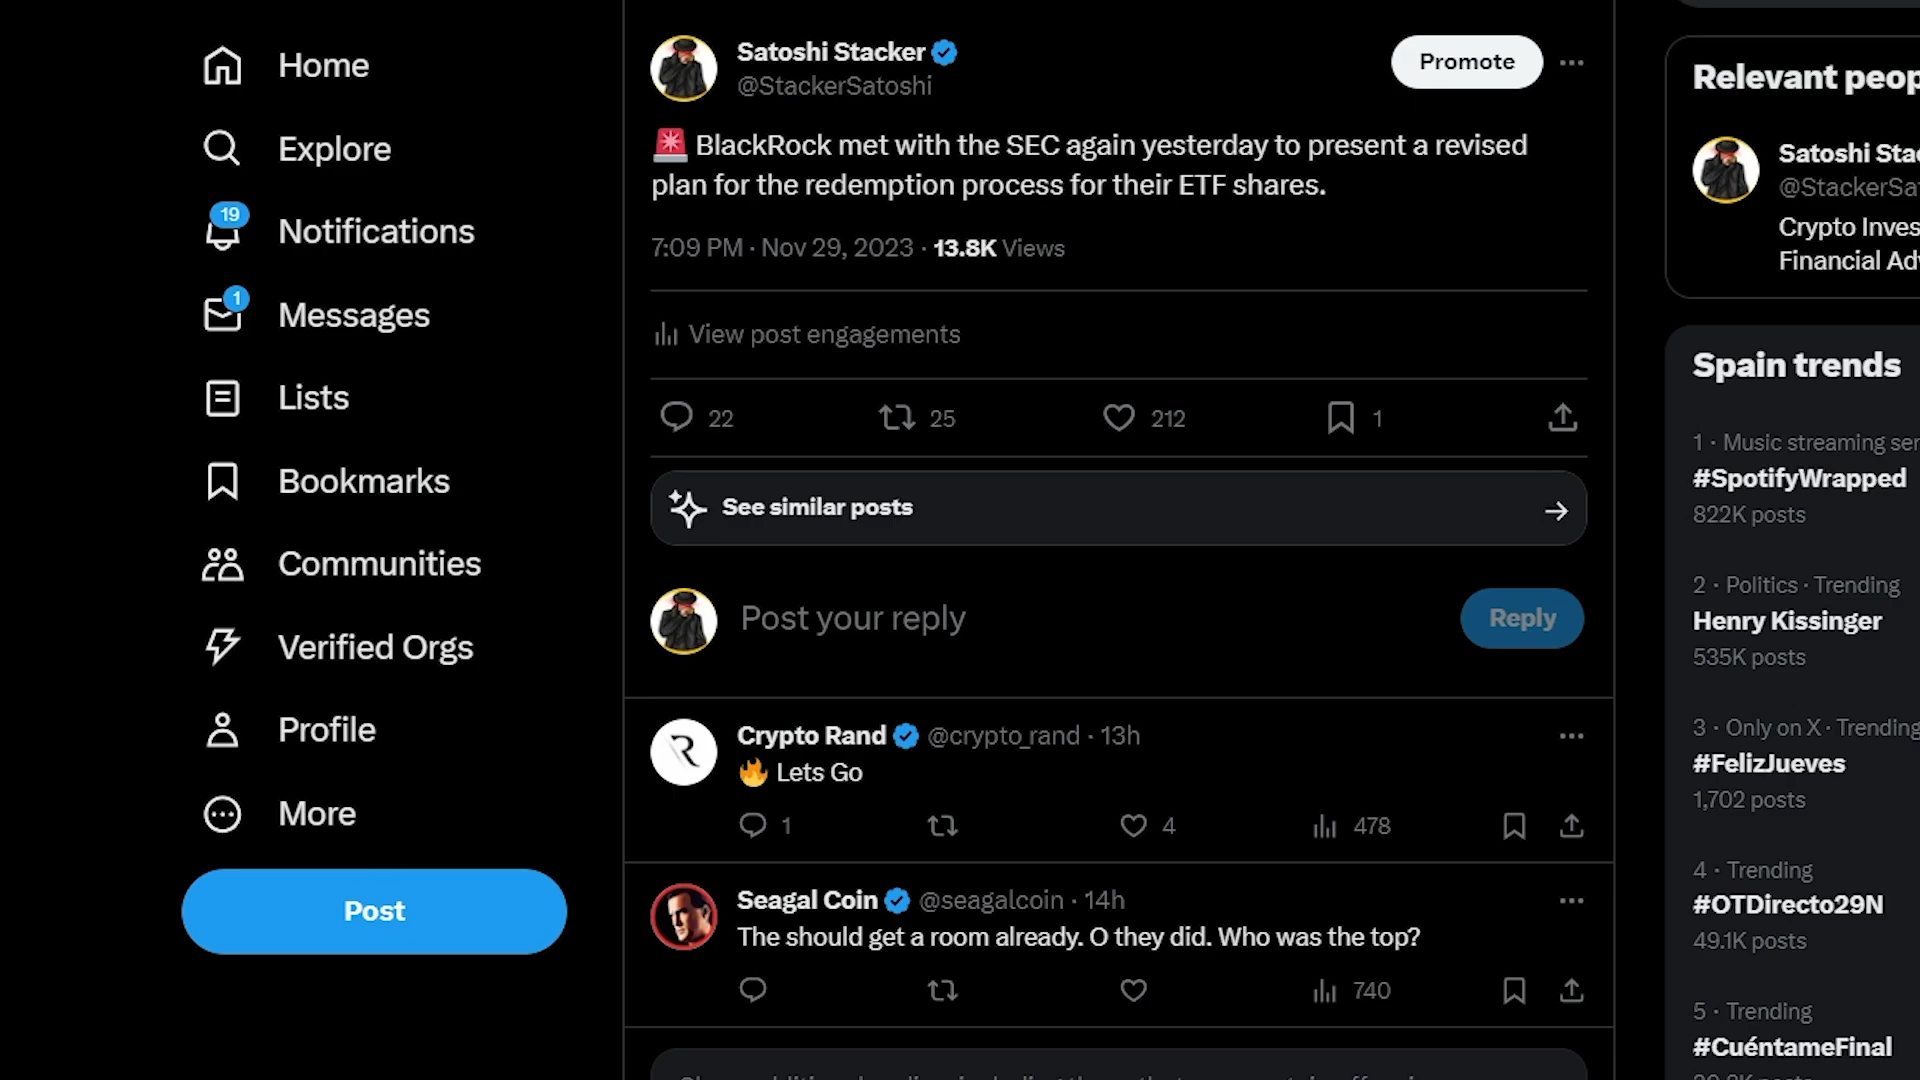 Home
Explore
19
Notifications
1
Messages
Lists
Bookmarks
Communities
Verified Orgs
Profile
More
Post
Satoshi Stacker
@StackerSatoshi
Promote
🚨 BlackRock met with the SEC again yesterday to present a revised
plan for the redemption process for their ETF shares.
7:09 PM · Nov 29, 2023 · 13.8K Views
View post engagements
22 25 212 1
See similar posts
Post your reply
Reply
Crypto Rand @crypto_rand · 13h
🔥 Lets Go
1 4 478
Seagal Coin @seagalcoin · 14h
The should get a room already. O they did. Who was the top?
740
Relevant peop
Satoshi Stac
@StackerSat
Crypto Inves
Financial Adv
Spain trends
1 · Music streaming ser
#SpotifyWrapped
822K posts
2 · Politics · Trending
Henry Kissinger
535K posts
3 · Only on X · Trending
#FelizJueves
1,702 posts
4 · Trending
#OTDirecto29N
49.1K posts
5 · Trending
#CuéntameFinal